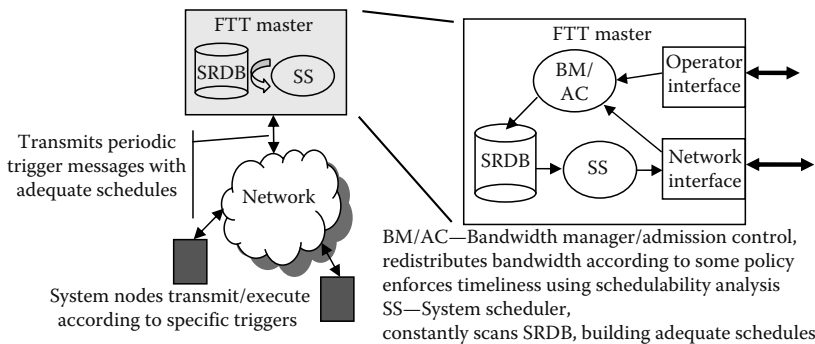 FTT master
SRDB
SS
Transmits periodic
trigger messages with
adequate schedules
Network
System nodes transmit/execute
according to specific triggers
FTT master
BM/
AC
Operator
interface
SRDB
SS
Network
interface
BM/AC—Bandwidth manager/admission control,
redistributes bandwidth according to some policy
enforces timeliness using schedulability analysis
SS—System scheduler,
constantly scans SRDB, building adequate schedules